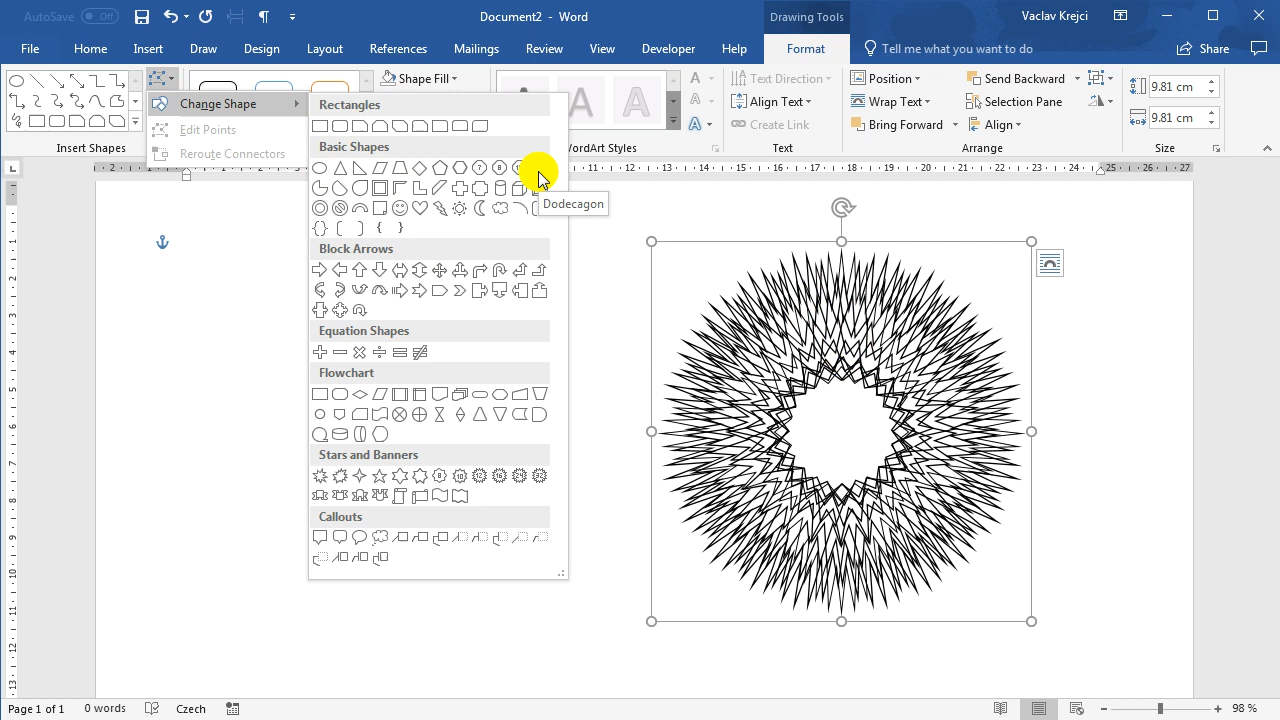 AutoSave Off
Document2 - Word
Drawing Tools
Vaclav Krejci
File Home Insert Draw Design Layout References Mailings Review View Developer Help Format Tell me what you want to do Share
Shape Fill
Text Direction
Position
Send Backward
9.81 cm
Change Shape
Rectangles
Align Text
Wrap Text
Selection Pane
Edit Points
Create Link
Bring Forward
Align
9.81 cm
Reroute Connectors
Insert Shapes
Basic Shapes
WordArt Styles
Text
Arrange
Size
Dodecagon
Block Arrows
Equation Shapes
Flowchart
Stars and Banners
Callouts
Page 1 of 1 0 words Czech 98 %